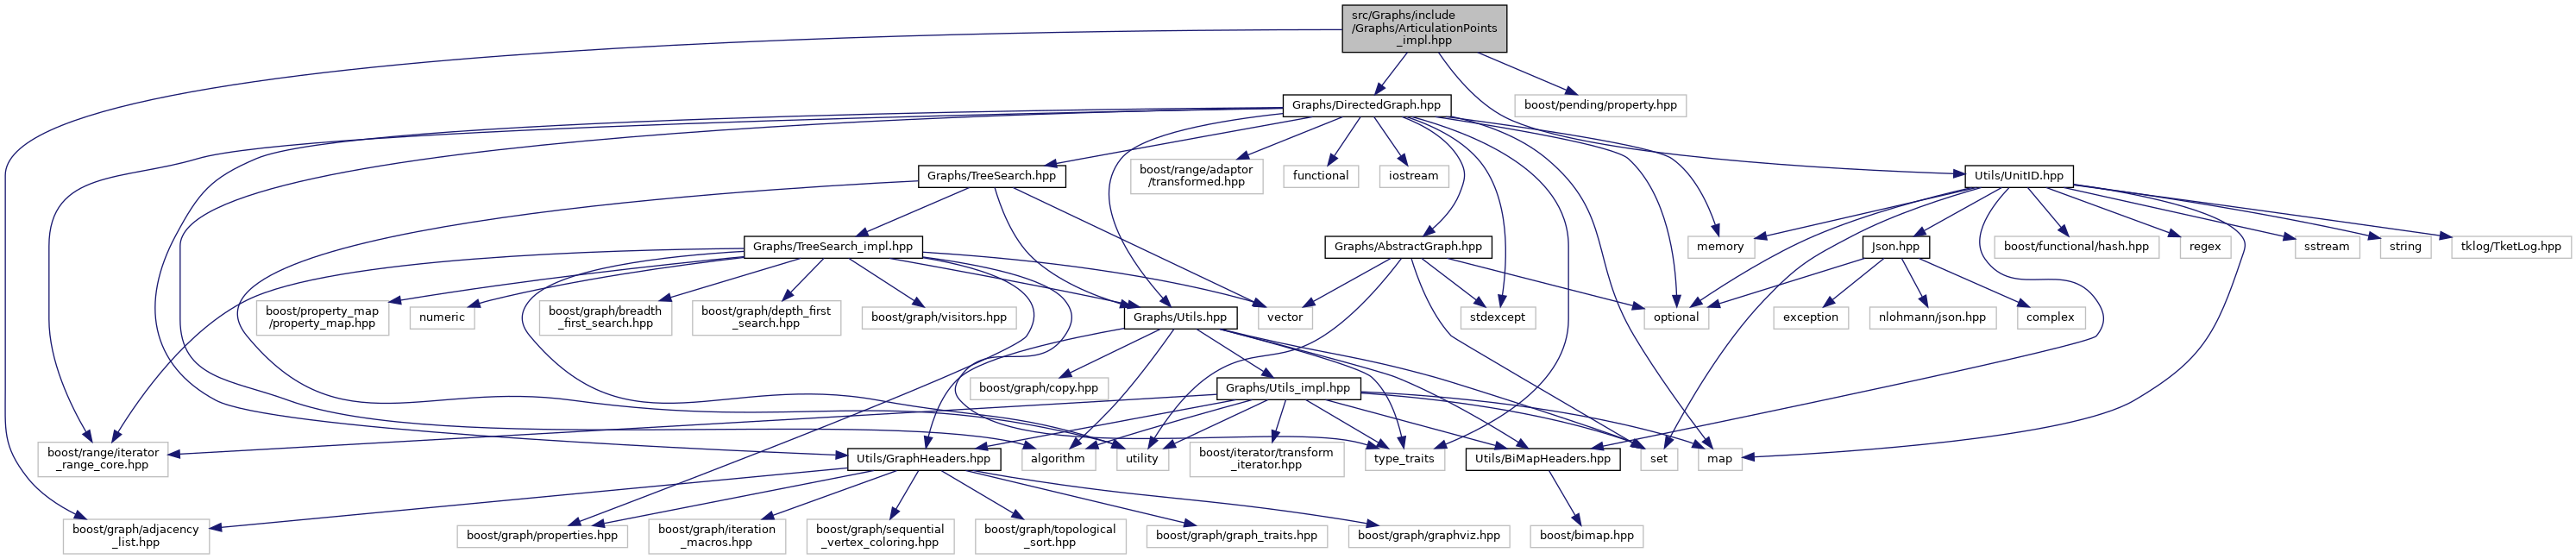 src/Graphs/include
/Graphs/ArticulationPoints
_impl.hpp
Graphs/DirectedGraph.hpp
boost/pending/property.hpp
Graphs/TreeSearch.hpp
boost/range/adaptor
/transformed.hpp
functional
iostream
Utils/UnitID.hpp
Graphs/TreeSearch_impl.hpp
Graphs/AbstractGraph.hpp
memory
Json.hpp
boost/functional/hash.hpp
regex
sstream
string
tklog/TketLog.hpp
boost/property_map
/property_map.hpp
numeric
boost/graph/breadth
_first_search.hpp
boost/graph/depth_first
_search.hpp
boost/graph/visitors.hpp
Graphs/Utils.hpp
vector
stdexcept
optional
exception
nlohmann/json.hpp
complex
boost/graph/copy.hpp
Graphs/Utils_impl.hpp
boost/range/iterator
_range_core.hpp
Utils/GraphHeaders.hpp
algorithm
utility
boost/iterator/transform
_iterator.hpp
type_traits
Utils/BiMapHeaders.hpp
set
map
boost/graph/adjacency
_list.hpp
boost/graph/properties.hpp
boost/graph/iteration
_macros.hpp
boost/graph/sequential
_vertex_coloring.hpp
boost/graph/topological
_sort.hpp
boost/graph/graph_traits.hpp
boost/graph/graphviz.hpp
boost/bimap.hpp